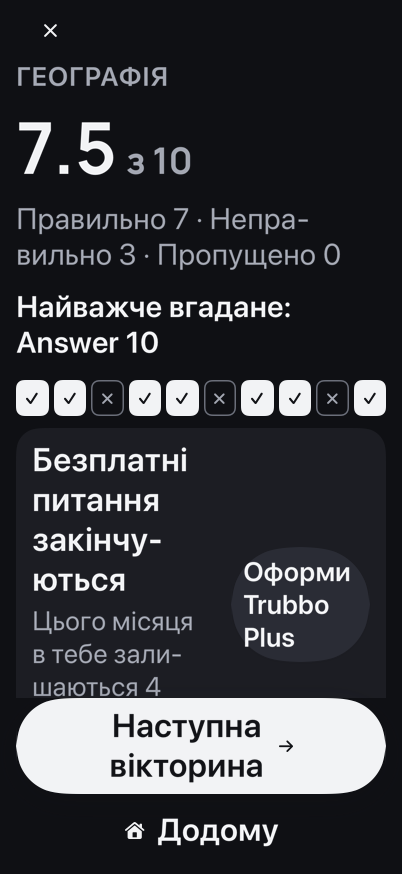 ГЕОГРАФІЯ
7.5 з 10
Правильно 7 · Непра-
вильно 3 · Пропущено 0
Найважче вгадане:
Answer 10
Безплатні
питання
закінчу-
ються
Цього місяця
в тебе зали-
шаються 4
Оформи
Trubbo
Plus
Наступна
вікторина →
Додому